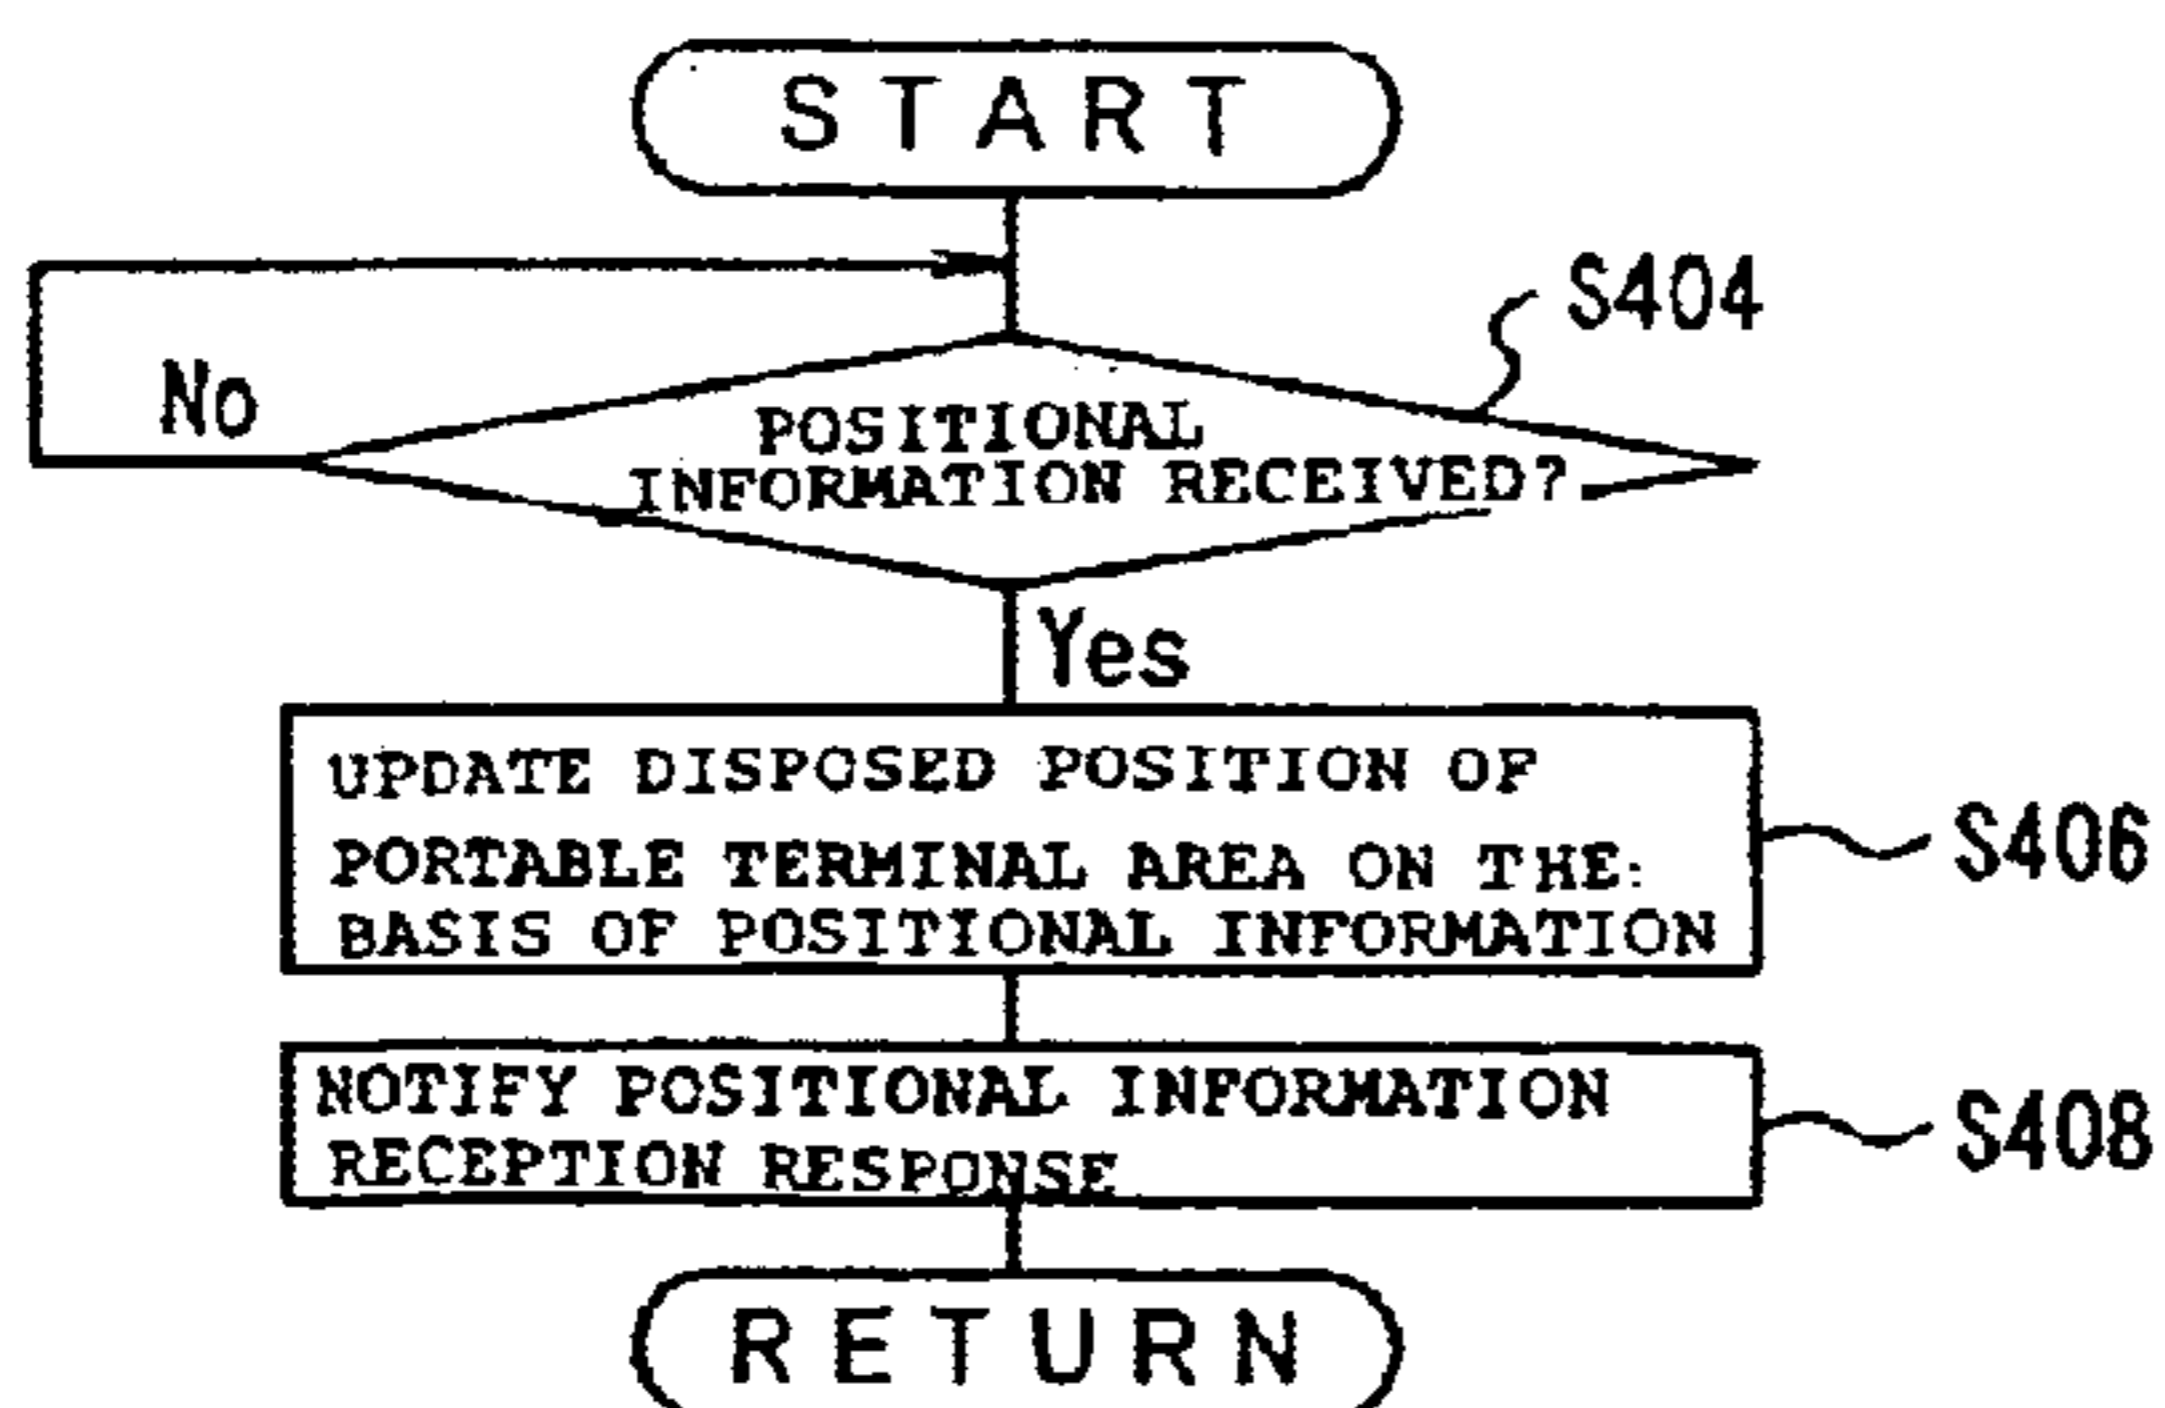 START
S404
No
POSITIONAL
INFORMATION RECEIVED?
Yes
UPDATE DISPOSED POSITION OF
PORTABLE TERMINAL AREA ON THE:
BASIS OF POSITIONAL INFORMATION
S406
NOTIFY POSITIONAL INFORMATION
RECEPTION RESPONSE
S408
RETURN